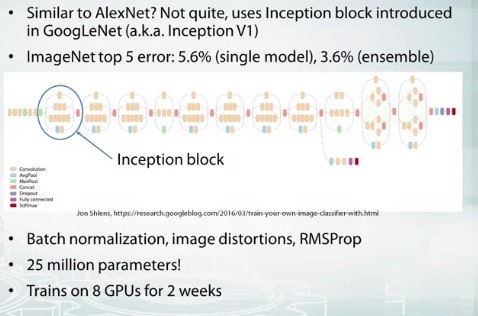 • Similar to AlexNet? Not quite, uses Inception block introduced
in GoogLeNet (a.k.a. Inception V1)
• ImageNet top 5 error: 5.6% (single model), 3.6% (ensemble)
Inception block
Convolution
AvgPool
MaxPool
Concat
Dropout
Fully connected
Softmax
Jon Shlens, https://research.googleblog.com/2016/03/train-your-own-image-classifier-with.html
• Batch normalization, image distortions, RMSProp
• 25 million parameters!
• Trains on 8 GPUs for 2 weeks